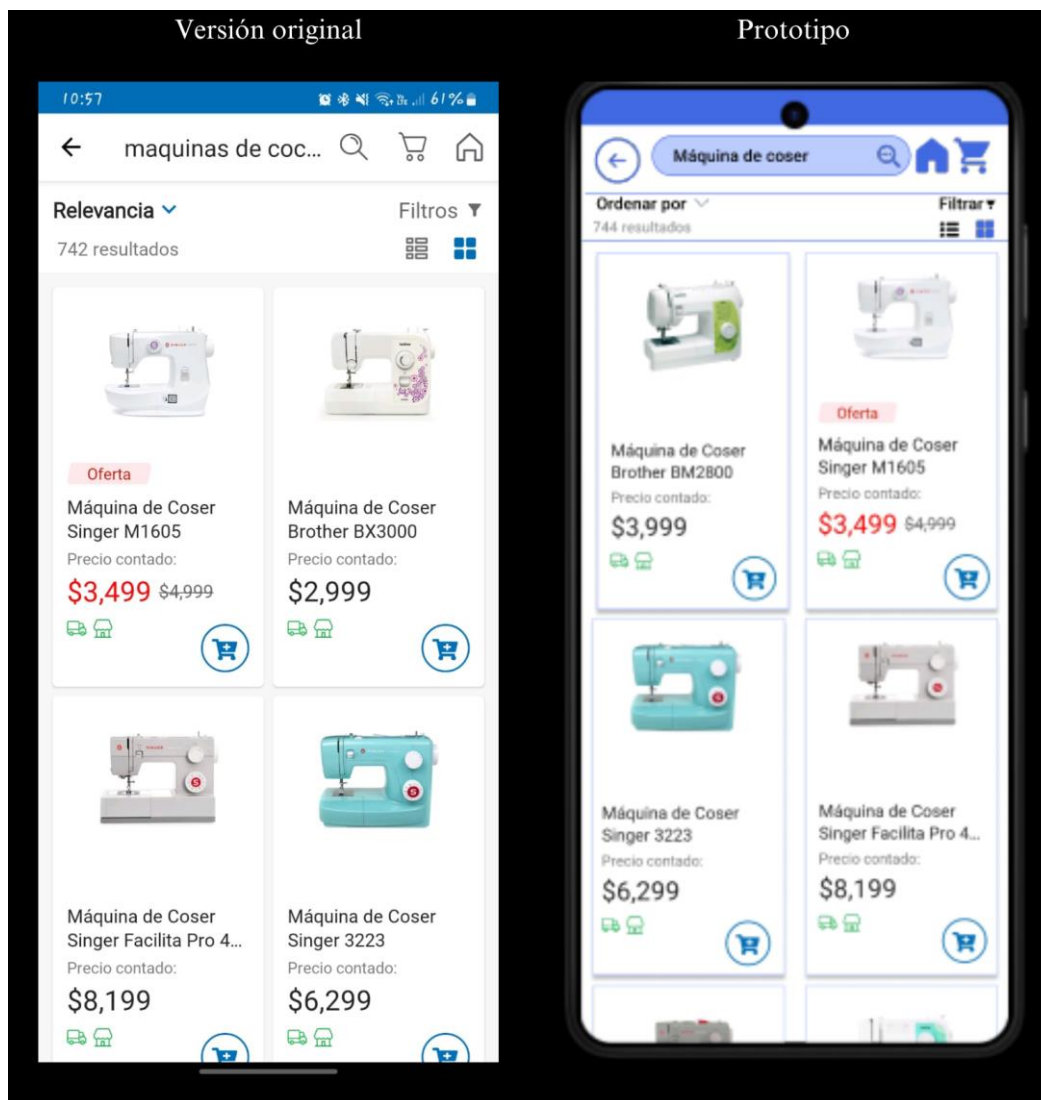 Versión original
10:57
61%
maquinas de coc...
Relevancia
Filtros
742 resultados
Oferta
Máquina de Coser
Singer M1605
Precio contado:
$3,499 $4,999
Máquina de Coser
Brother BX3000
Precio contado:
$2,999
Máquina de Coser
Singer Facilita Pro 4...
Precio contado:
$8,199
Máquina de Coser
Singer 3223
Precio contado:
$6,299
Prototipo
Máquina de coser
Ordenar por
Filtrar
744 resultados
Máquina de Coser
Brother BM2800
Precio contado:
$3,999
Oferta
Máquina de Coser
Singer M1605
Precio contado:
$3,499 $4,999
Máquina de Coser
Singer 3223
Precio contado:
$6,299
Máquina de Coser
Singer Facilita Pro 4...
Precio contado:
$8,199